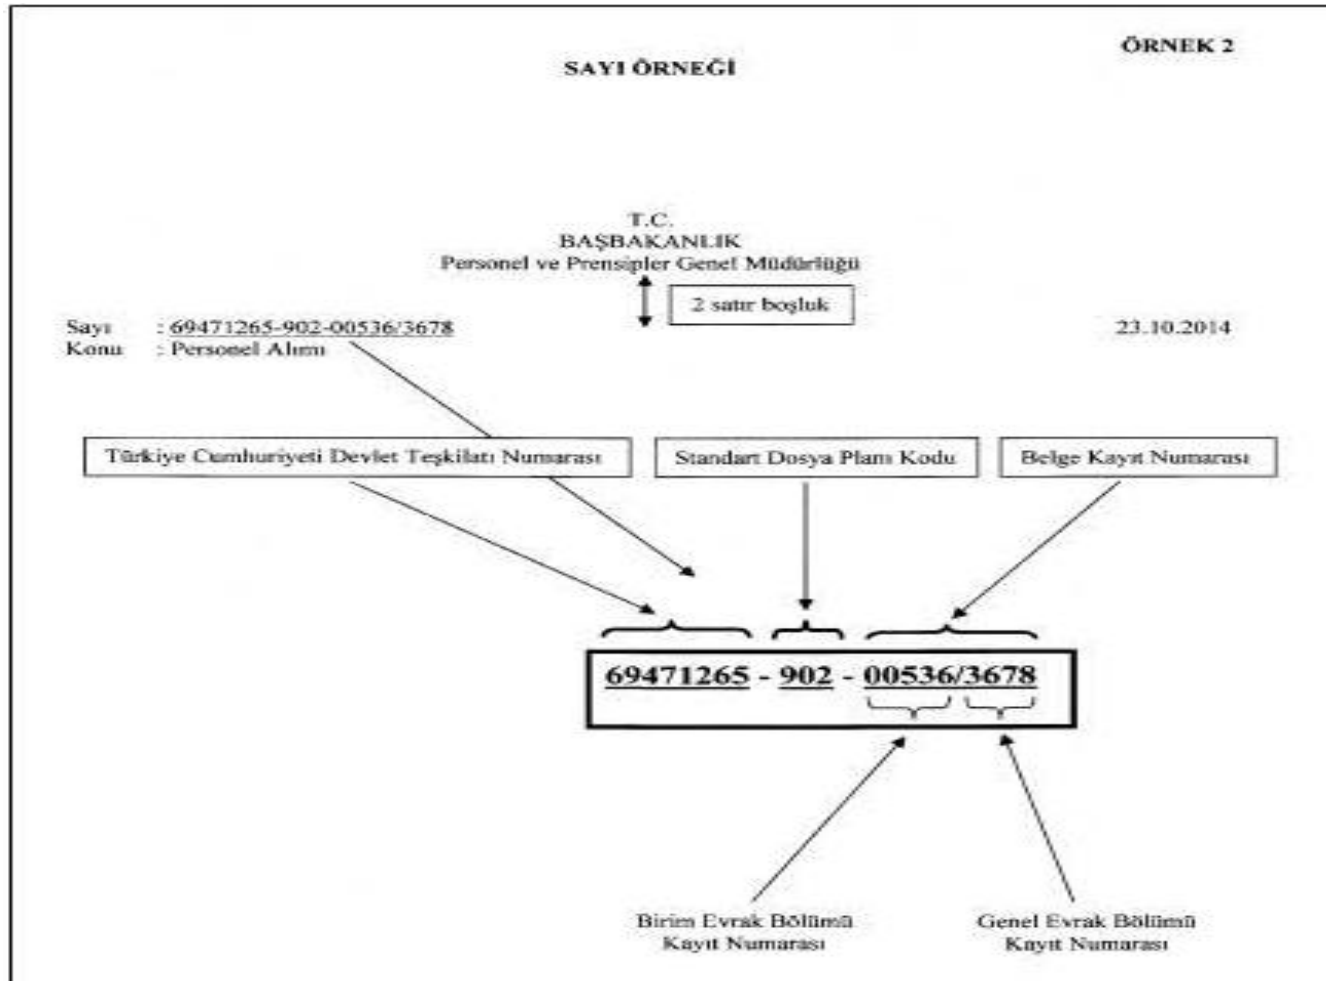 ÖRNEK 2
SAYI ÖRNEĞİ
T.C.
BAŞBAKANLIK
Personel ve Prensipler Genel Müdürlüğü
2 satır boşluk
Sayı : 69471265-902-00536/3678
23.10.2014
Konu : Personel Alımı
Türkiye Cumhuriyeti Devlet Teşkilatı Numarası
Standart Dosya Planı Kodu
Belge Kayıt Numarası
69471265 - 902 - 00536/3678
Birim Evrak Bölümü
Kayıt Numarası
Genel Evrak Bölümü
Kayıt Numarası